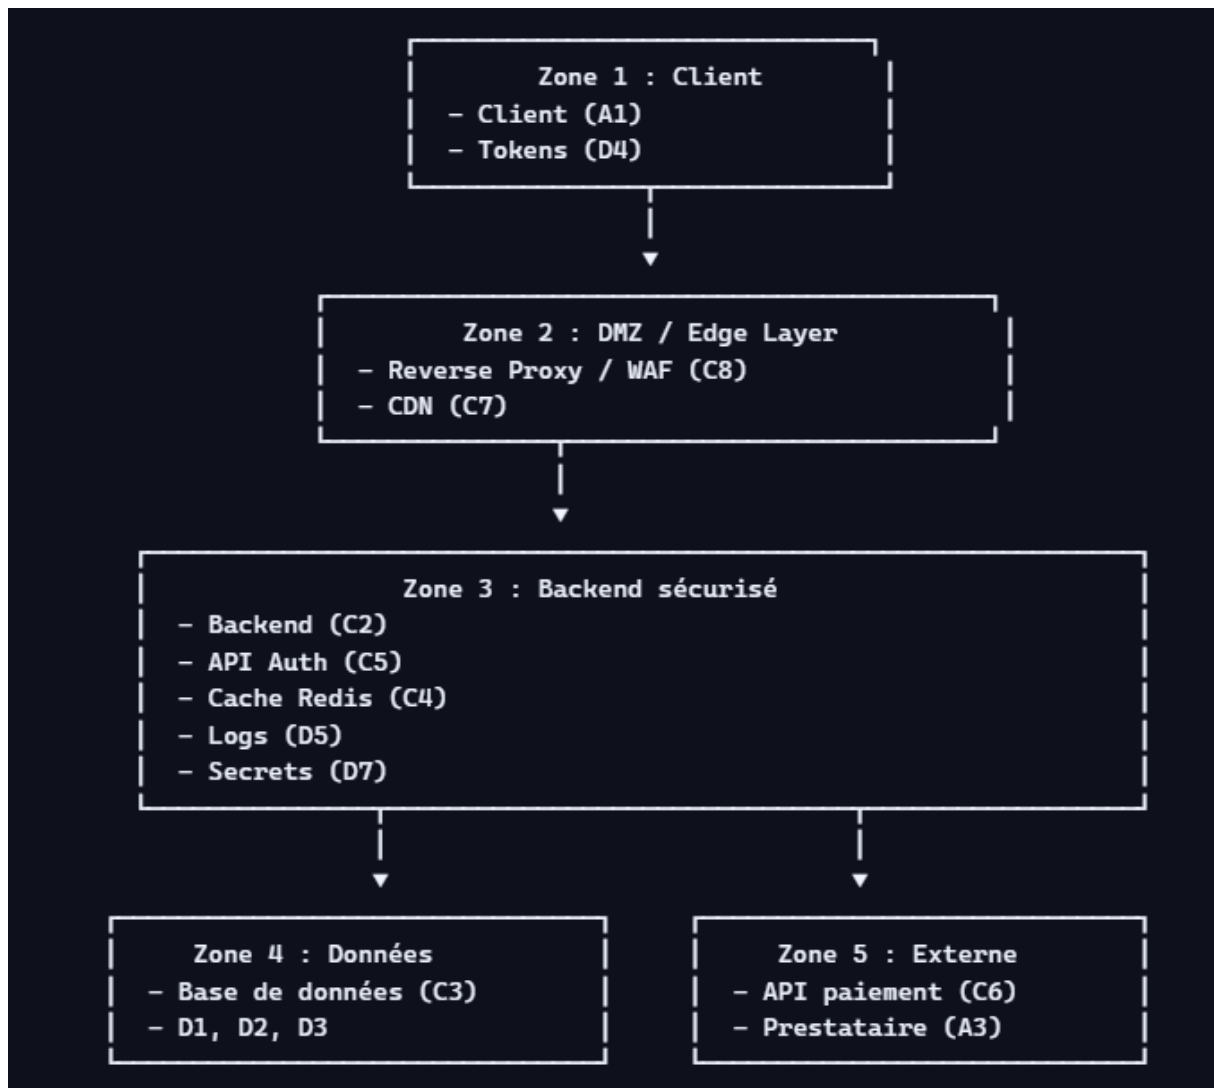 Zone 1 : Client
- Client (A1)
- Tokens (D4)
Zone 2 : DMZ / Edge Layer
- Reverse Proxy / WAF (C8)
- CDN (C7)
Zone 3 : Backend sécurisé
- Backend (C2)
- API Auth (C5)
- Cache Redis (C4)
- Logs (D5)
- Secrets (D7)
Zone 4 : Données
- Base de données (C3)
- D1, D2, D3
Zone 5 : Externe
- API paiement (C6)
- Prestataire (A3)